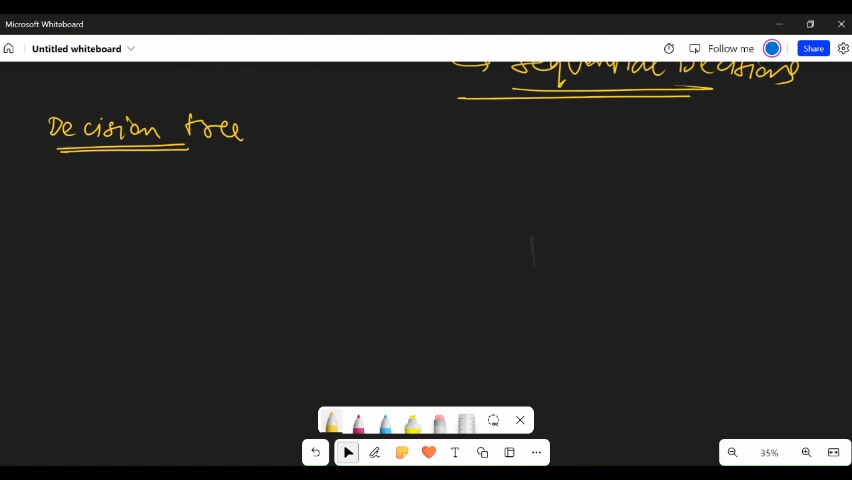 Microsoft Whiteboard
Untitled whiteboard
Follow me
Share
Sequential Decisions
Decision tree
35%